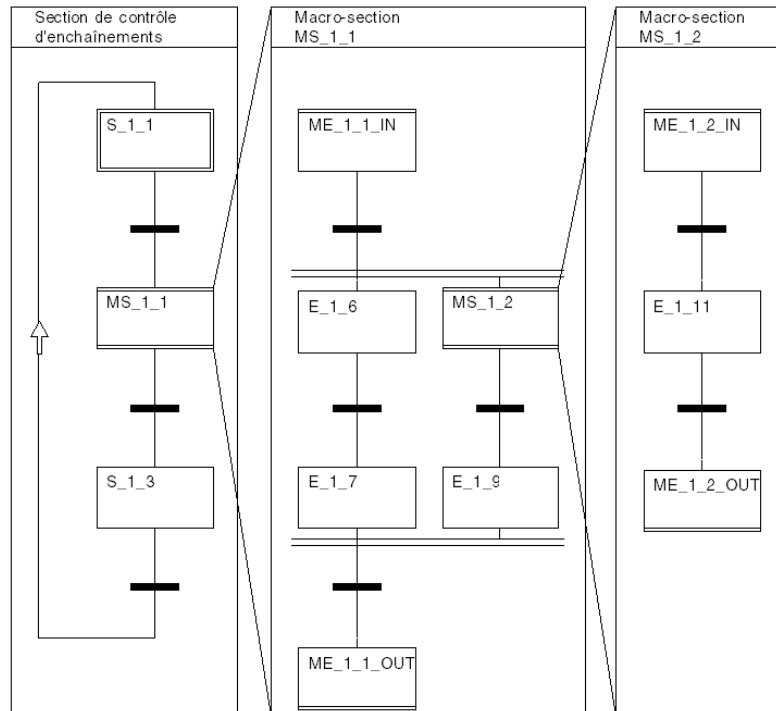 Section de contrôle
d'enchaînements
Macro-section
MS_1_1
Macro-section
MS_1_2
S_1_1
ME_1_1_IN
ME_1_2_IN
MS_1_1
E_1_6
MS_1_2
E_1_11
S_1_3
E_1_7
E_1_9
ME_1_2_OUT
ME_1_1_OUT